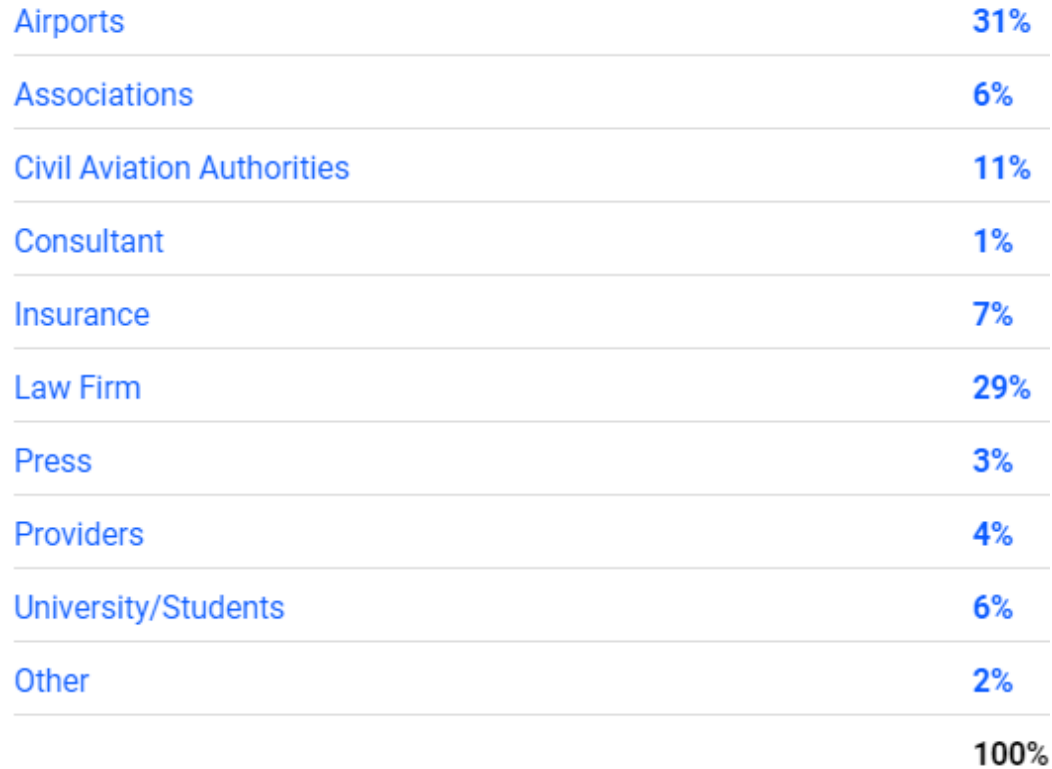 Airports 31%
Associations 6%
Civil Aviation Authorities 11%
Consultant 1%
Insurance 7%
Law Firm 29%
Press 3%
Providers 4%
University/Students 6%
Other 2%
100%